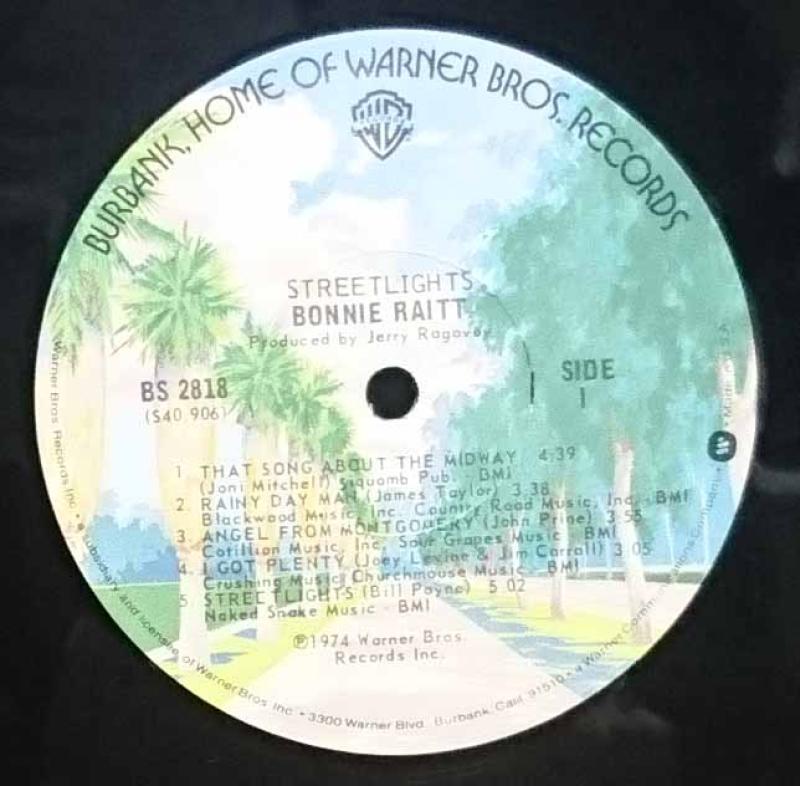 BURBANK, HOME OF WARNER BROS. RECORDS
STREETLIGHTS
BONNIE RAITT
Produced by Jerry Ragovoy
BS 2818
(S40 906)
SIDE
1
1 THAT SONG ABOUT THE MIDWAY 4:39
(Joni Mitchell) Siquomb Pub. BMI
2 RAINY DAY MAN (James Taylor) 3:38
Blackwood Music, Inc. Country Road Music, Inc. - BMI
3 ANGEL FROM MONTGOMERY (John Prine) 3:55
Cotillion Music, Inc. Sour Grapes Music BMI
4 I GOT PLENTY (Joey Levine & Jim Carroll) 3:05
Crushing Music/ Churchmouse Music - BMI
5 STREETLIGHTS (Bill Payne) 5:02
Naked Snake Music - BMI
℗1974 Warner Bros.
Records Inc.
Warner Bros. Records Inc. • a subsidiary and licensee of Warner Bros. Inc. • 3300 Warner Blvd., Burbank, Calif. 91510 • a Warner Communications Company • Made in U.S.A.